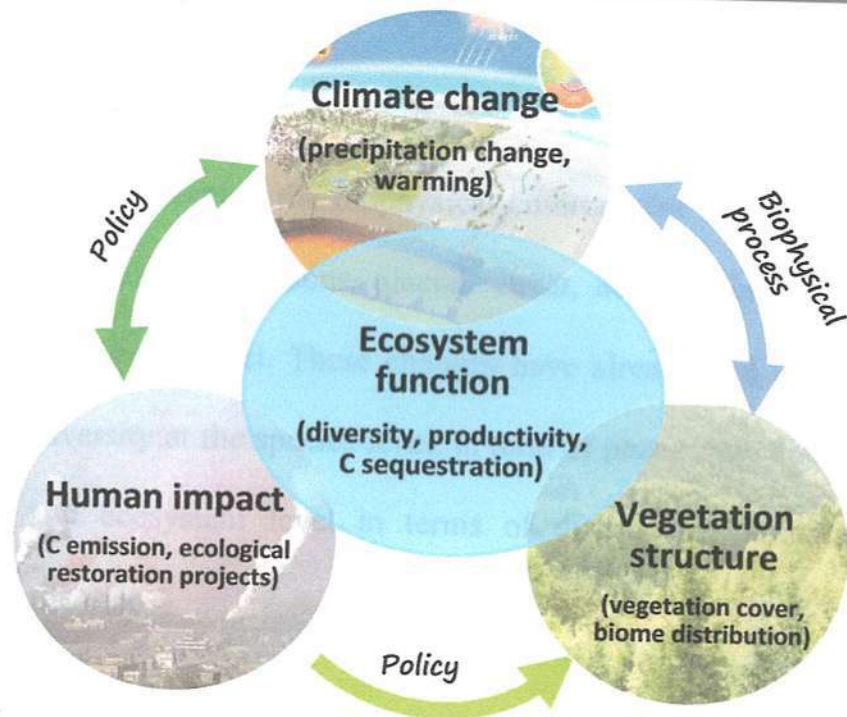 Climate change
(precipitation change,
warming)
Policy
Biophysical
process
Ecosystem
function
(diversity, productivity,
C sequestration)
Human impact
(C emission, ecological
restoration projects)
Vegetation
structure
(vegetation cover,
biome distribution)
Policy